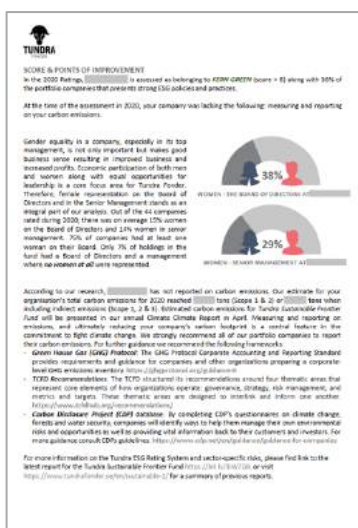 TUNDRA
FONDER
SCORE & POINTS OF IMPROVEMENT
In the 2020 Ratings, is assessed as belonging to FERN GREEN (score > 8) along with 36% of
the portfolio companies that presents strong ESG policies and practices.
At the time of the assessment in 2020, your company was lacking the following: measuring and reporting
on your carbon emissions.
Gender equality in a company, especially in its top
management, is not only important but makes good
business sense resulting in improved business and
increased profits. Economic participation of both men
and women along with equal opportunities for
leadership is a core focus area for Tundra Fonder.
Therefore, female representation on the Board of
Directors and in the Senior Management stands as an
integral part of our analysis. Out of the 44 companies
rated during 2020, there was on average 15% women
on the Board of Directors and 14% women in senior
management. 70% of companies had at least one
woman on their Board. Only 7% of holdings in the
fund had a Board of Directors and a management
where no women at all were represented.
38%
WOMEN - THE BOARD OF DIRECTORS AT
29%
WOMEN - SENIOR MANAGEMENT AT
According to our research, has not reported on carbon emissions. Our estimate for your
organisation's total carbon emissions for 2020 reached tons (Scope 1 & 2) or tons when
including indirect emissions (Scope 1, 2 & 3). Estimated carbon emissions for Tundra Sustainable Frontier
Fund will be presented in our annual Climate Report in April. Measuring and reporting on
emissions, and ultimately reducing your company's carbon footprint is a central feature in the
commitment to fight climate change. We strongly recommend all of our portfolio companies to report
their carbon emissions. For further guidance we recommend the following frameworks:
- Green House Gas (GHG) Protocol: The GHG Protocol Corporate Accounting and Reporting Standard
provides requirements and guidance for companies and other organizations preparing a corporate-
level GHG emissions inventory. https://ghgprotocol.org/guidance
- TCFD Recommendations: The TCFD structured its recommendations around four thematic areas that
represent core elements of how organizations operate: governance, strategy, risk management, and
metrics and targets. These thematic areas are designed to interlink and inform one another.
- Carbon Disclosure Project (CDP) database: By completing CDP's questionnaires on climate change,
forests and water security, companies will identify ways to help them manage their own environmental
risks and opportunities as well as providing vital information back to their customers and investors. For
more guidance consult CDPs guidelines: https://www.cdp.net/en/guidance/guidance-for-companies
For more information on the Tundra ESG Rating System and sector-specific risks, please find link to the
latest report for the Tundra Sustainable Frontier Fund or visit
for a summary of previous reports.